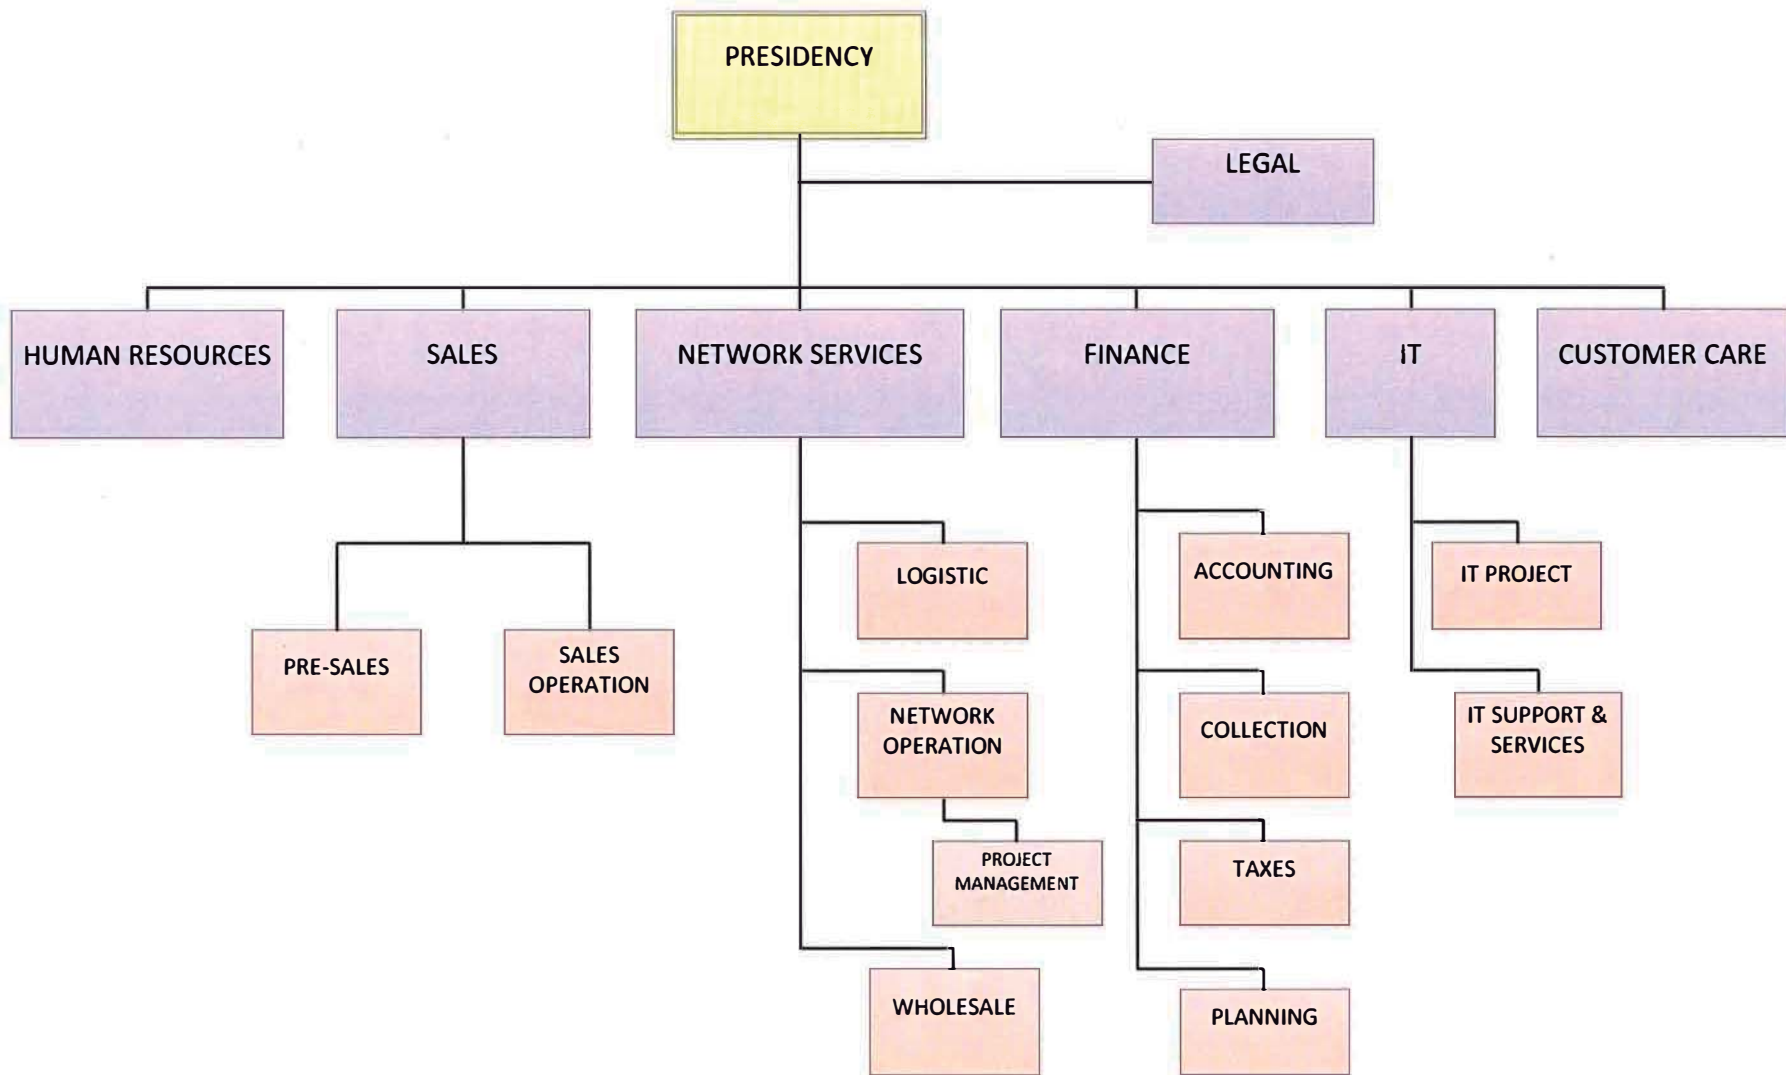 PRESIDENCY
LEGAL
HUMAN RESOURCES
SALES
NETWORK SERVICES
FINANCE
IT
CUSTOMER CARE
LOGISTIC
ACCOUNTING
IT PROJECT
PRE-SALES
SALES
OPERATION
NETWORK
OPERATION
COLLECTION
IT SUPPORT &
SERVICES
PROJECT
MANAGEMENT
TAXES
WHOLESALE
PLANNING